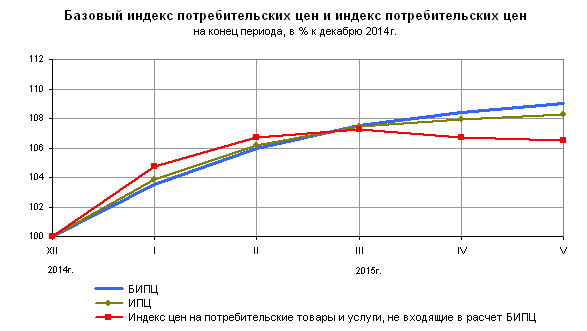 Базовый индекс потребительских цен и индекс потребительских цен
на конец периода, в % к декабрю 2014г.
112
110
108
106
104
102
100
XII I II III IV V
2014г. 2015г.
БИПЦ
ИПЦ
Индекс цен на потребительские товары и услуги, не входящие в расчет БИПЦ